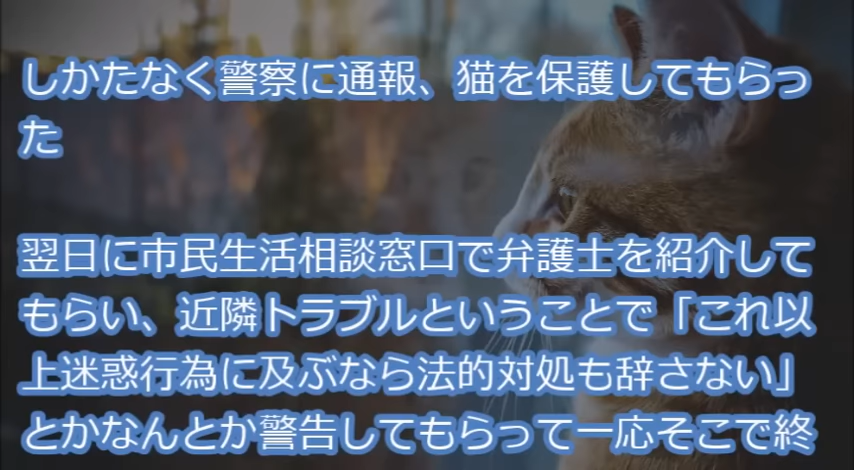 しかたなく警察に通報、猫を保護してもらっ
た
翌日に市民生活相談窓口で弁護士を紹介して
もらい、近隣トラブルということで「これ以
上迷惑行為に及ぶなら法的対処も辞さない」
とかなんとか警告してもらって一応そこで終